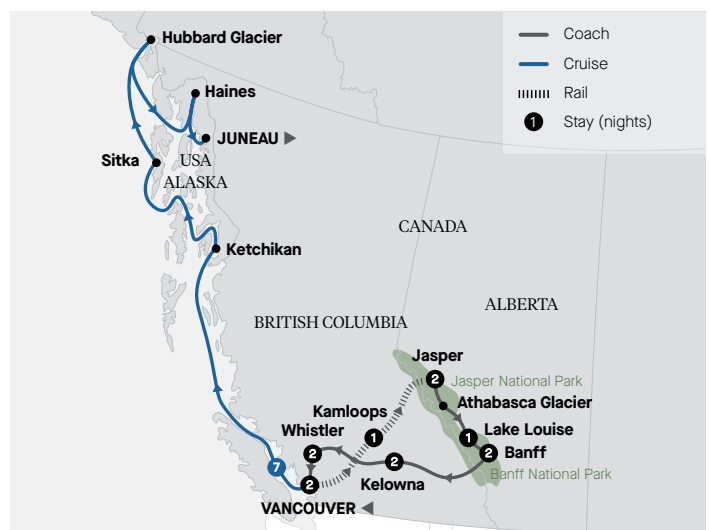 Hubbard Glacier
Coach
Cruise
Rail
1 Stay (nights)
Haines
JUNEAU
Sitka
USA
ALASKA
CANADA
Ketchikan
ALBERTA
BRITISH COLUMBIA
Jasper
2
Jasper National Park
Athabasca Glacier
Kamloops
1
Lake Louise
1
Whistler
2
Banff
2
7
2
Kelowna
Banff National Park
2
VANCOUVER